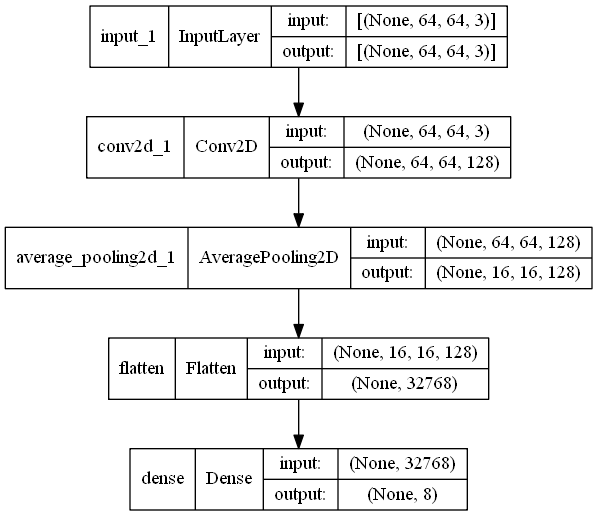 input_1 InputLayer input: [(None, 64, 64, 3)]
output: [(None, 64, 64, 3)]
conv2d_1 Conv2D input: (None, 64, 64, 3)
output: (None, 64, 64, 128)
average_pooling2d_1 AveragePooling2D input: (None, 64, 64, 128)
output: (None, 16, 16, 128)
flatten Flatten input: (None, 16, 16, 128)
output: (None, 32768)
dense Dense input: (None, 32768)
output: (None, 8)